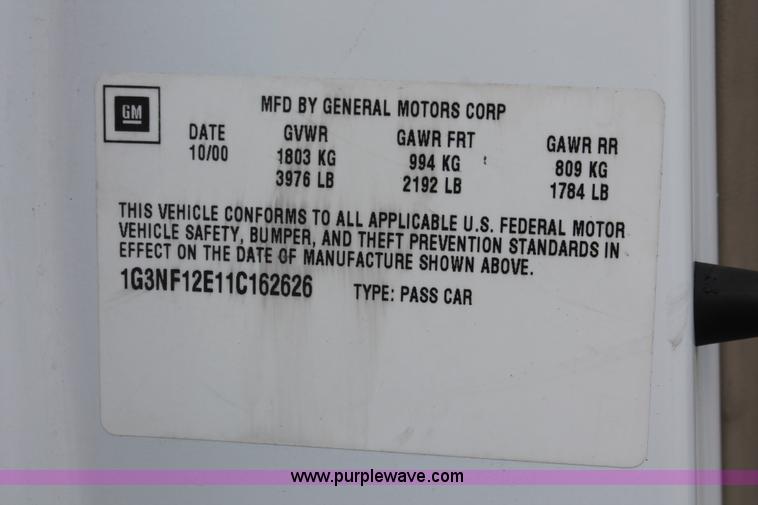 GM
MFD BY GENERAL MOTORS CORP
DATE GVWR GAWR FRT GAWR RR
10/00 1803 KG 994 KG 809 KG
3976 LB 2192 LB 1784 LB
THIS VEHICLE CONFORMS TO ALL APPLICABLE U.S. FEDERAL MOTOR
VEHICLE SAFETY, BUMPER, AND THEFT PREVENTION STANDARDS IN
EFFECT ON THE DATE OF MANUFACTURE SHOWN ABOVE.
1G3NF12E11C162626 TYPE: PASS CAR
www.purplewave.com